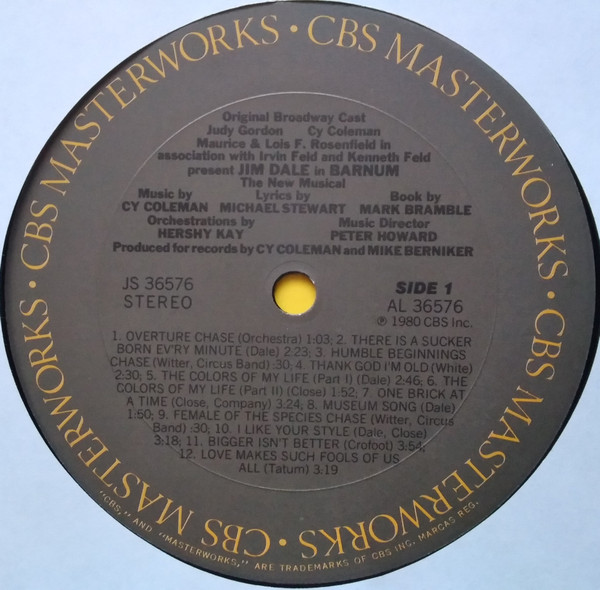 CBS MASTERWORKS • CBS MASTERWORKS • CBS MASTERWORKS • CBS MASTERWORKS • CBS MASTERWORKS •
Original Broadway Cast
Judy Gordon Cy Coleman
Maurice & Lois F. Rosenfield in
association with Irvin Feld and Kenneth Feld
present JIM DALE in BARNUM
The New Musical
Music by Lyrics by Book by
CY COLEMAN MICHAEL STEWART MARK BRAMBLE
Orchestrations by Music Director
HERSHY KAY PETER HOWARD
Produced for records by CY COLEMAN and MIKE BERNIKER
JS 36576 SIDE 1
STEREO AL 36576
℗ 1980 CBS Inc.
1. OVERTURE CHASE (Orchestra) 1:03; 2. THERE IS A SUCKER
BORN EV'RY MINUTE (Dale) 2:23; 3. HUMBLE BEGINNINGS
CHASE (Witter, Circus Band) :30, 4. THANK GOD I'M OLD (White)
2:30; 5. THE COLORS OF MY LIFE (Part I) (Dale) 2:46; 6. THE
COLORS OF MY LIFE (Part II) (Close) 1:52; 7. ONE BRICK AT
A TIME (Close, Company) 3:24; 8. MUSEUM SONG (Dale)
1:50; 9. FEMALE OF THE SPECIES CHASE (Witter, Circus
Band) :30; 10. I LIKE YOUR STYLE (Dale, Close)
3:18; 11. BIGGER ISN'T BETTER (Crofoot) 3:54;
12. LOVE MAKES SUCH FOOLS OF US
ALL (Tatum) 3:19
"CBS," AND "MASTERWORKS," ARE TRADEMARKS OF CBS INC. MARCAS REG.